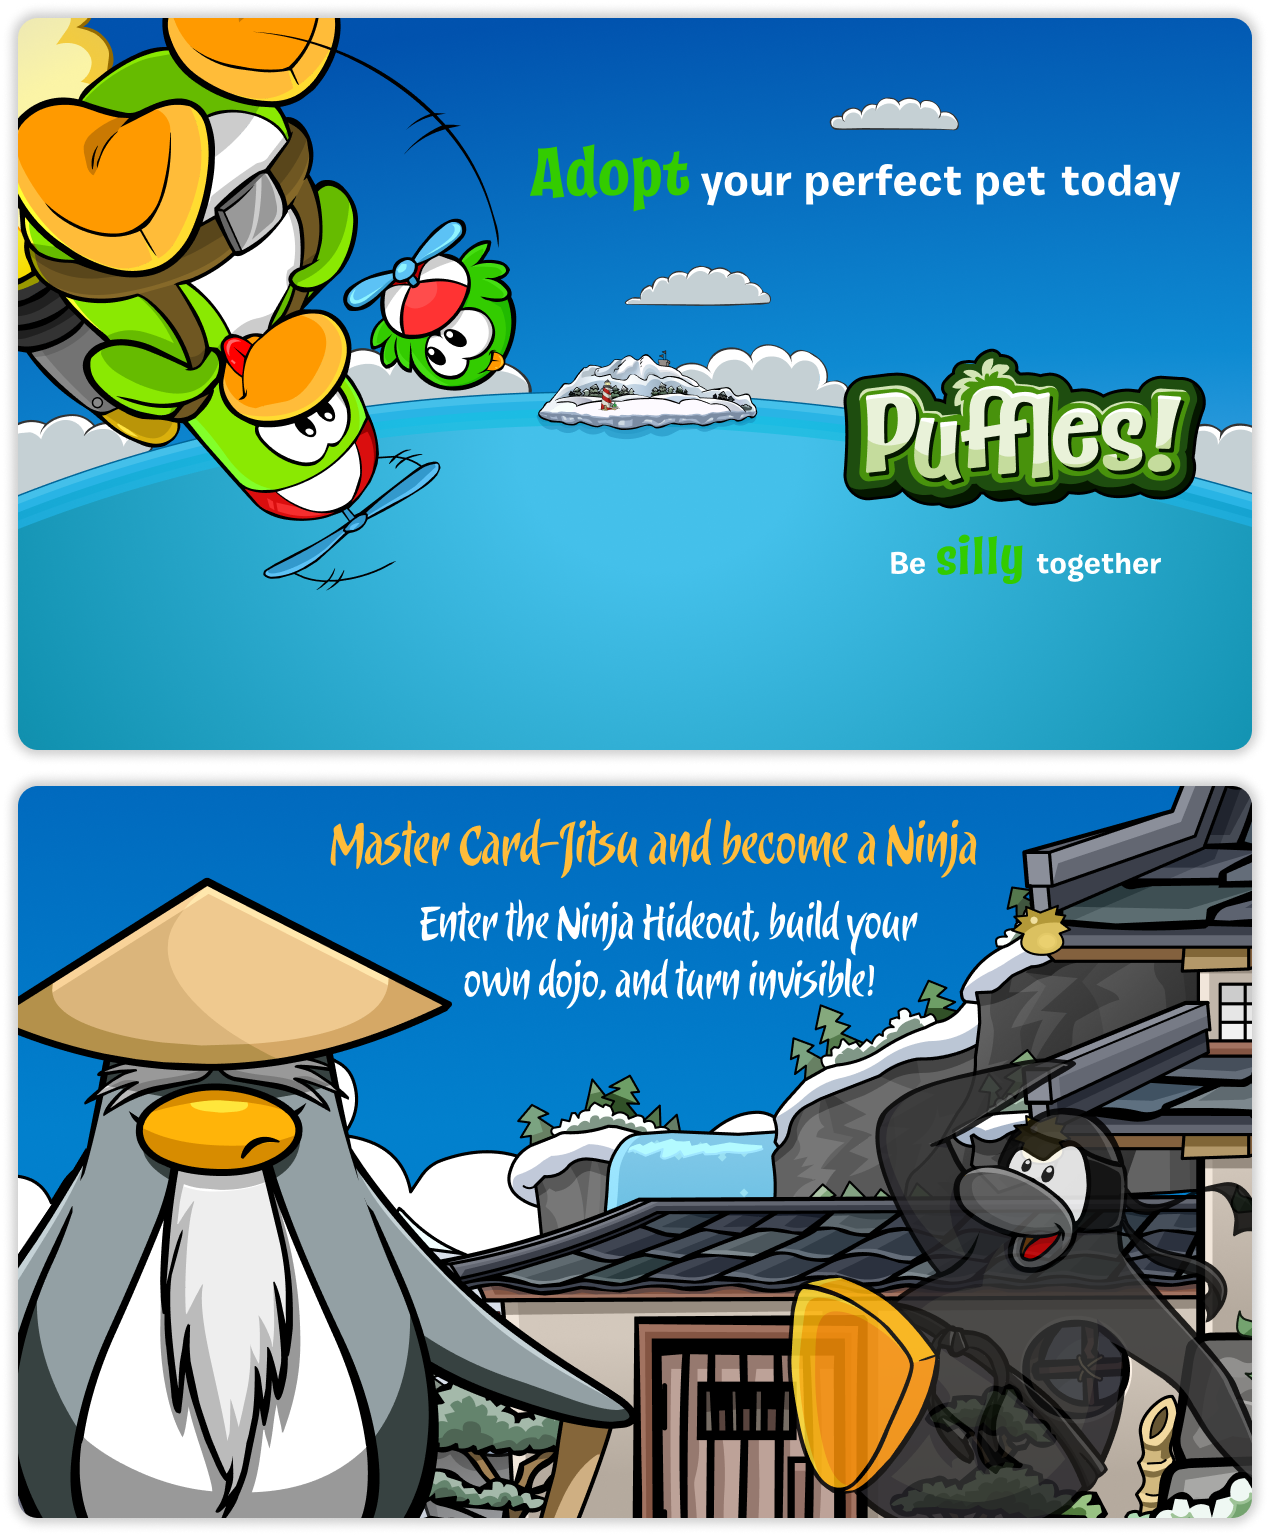 Adopt your perfect pet today
Puffles!
Be silly together
Master Card-Jitsu and become a Ninja
Enter the Ninja Hideout, build your
own dojo, and turn invisible!